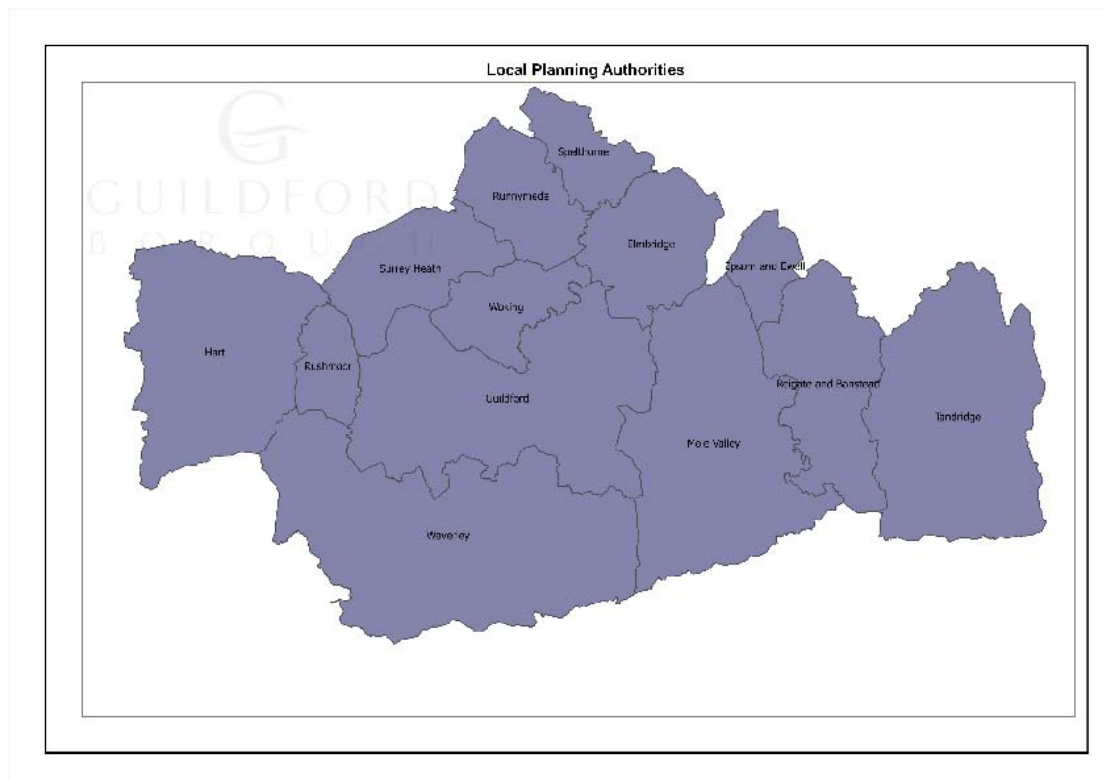 Local Planning Authorities
GUILDFORD
BOROUGH
Spelthorne
Runnymede
Elmbridge
Surrey Heath
Epsom and Ewell
Woking
Hart
Rushmoor
Guildford
Reigate and Banstead
Tandridge
Mole Valley
Waverley